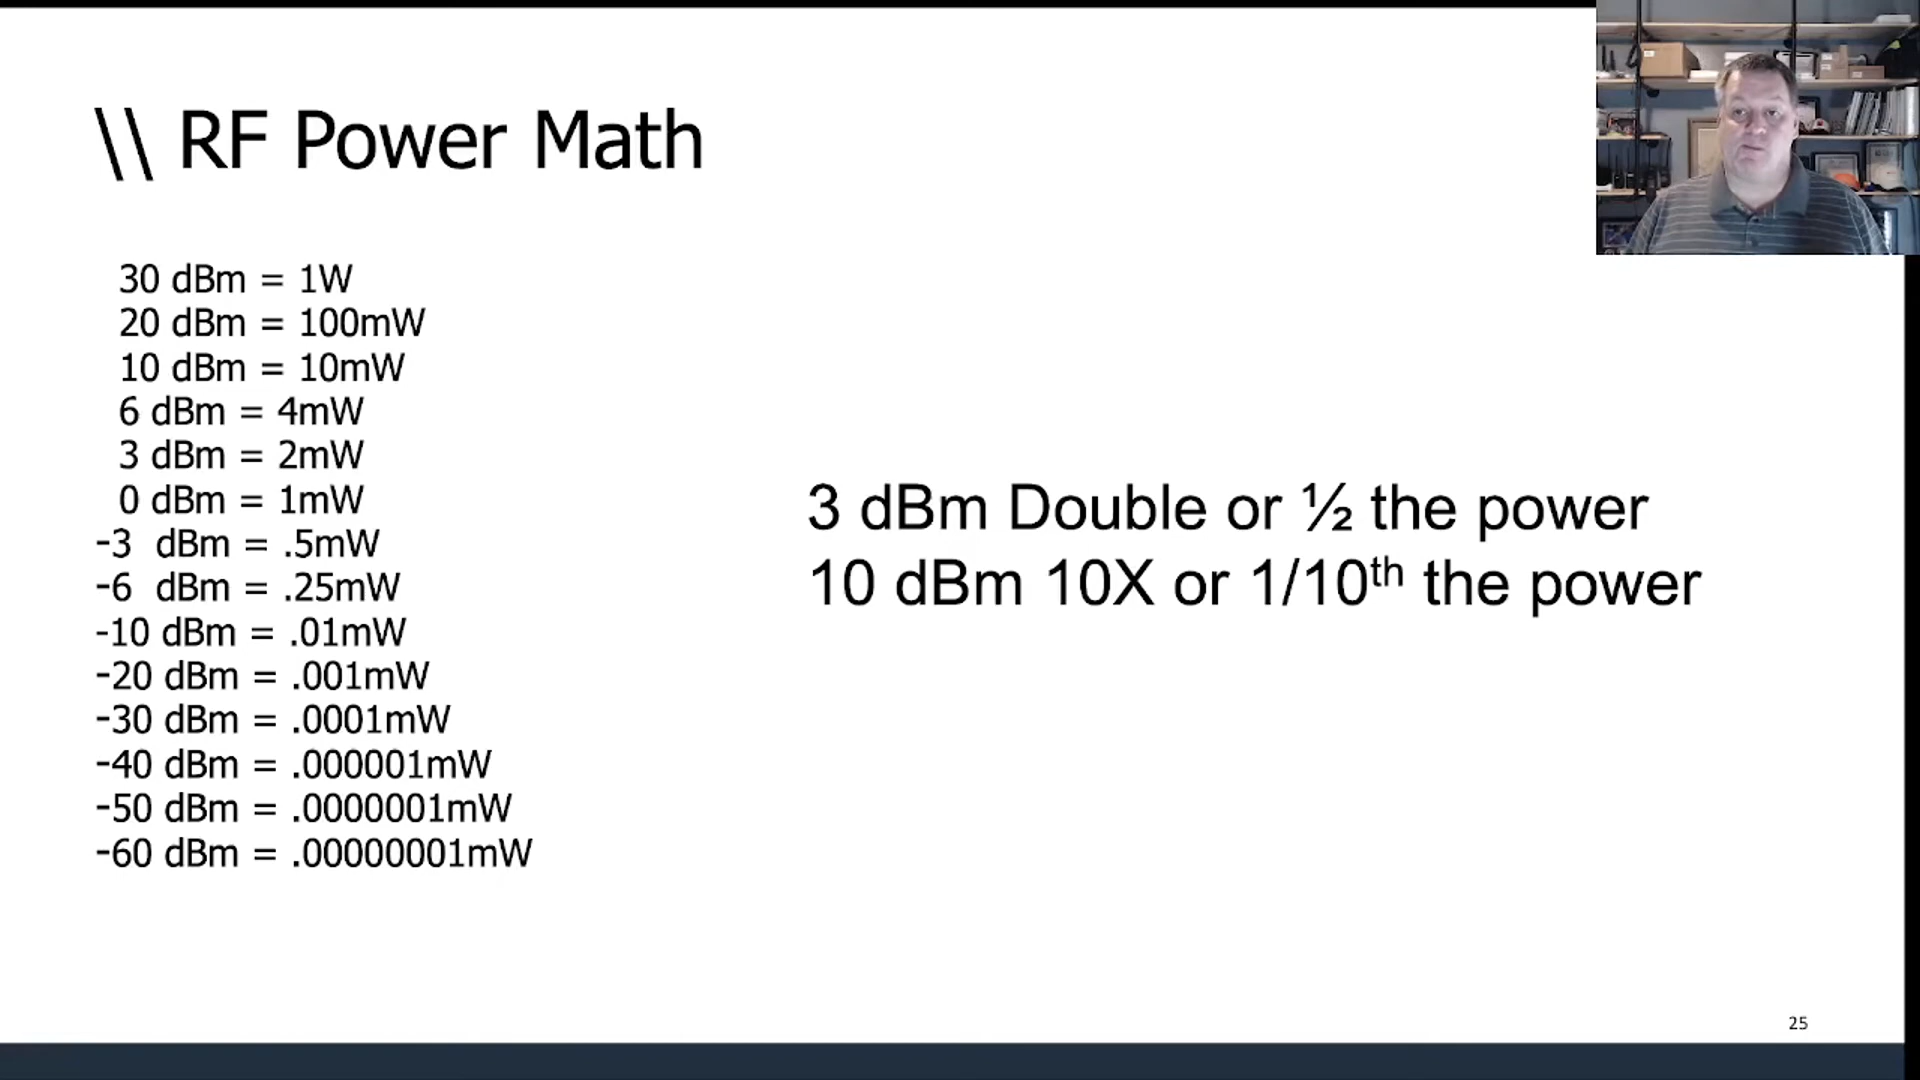 \\ RF Power Math
30 dBm = 1W
20 dBm = 100mW
10 dBm = 10mW
6 dBm = 4mW
3 dBm = 2mW
0 dBm = 1mW
-3 dBm = .5mW
-6 dBm = .25mW
-10 dBm = .01mW
-20 dBm = .001mW
-30 dBm = .0001mW
-40 dBm = .000001mW
-50 dBm = .0000001mW
-60 dBm = .00000001mW
3 dBm Double or ½ the power
10 dBm 10X or 1/10th the power
25